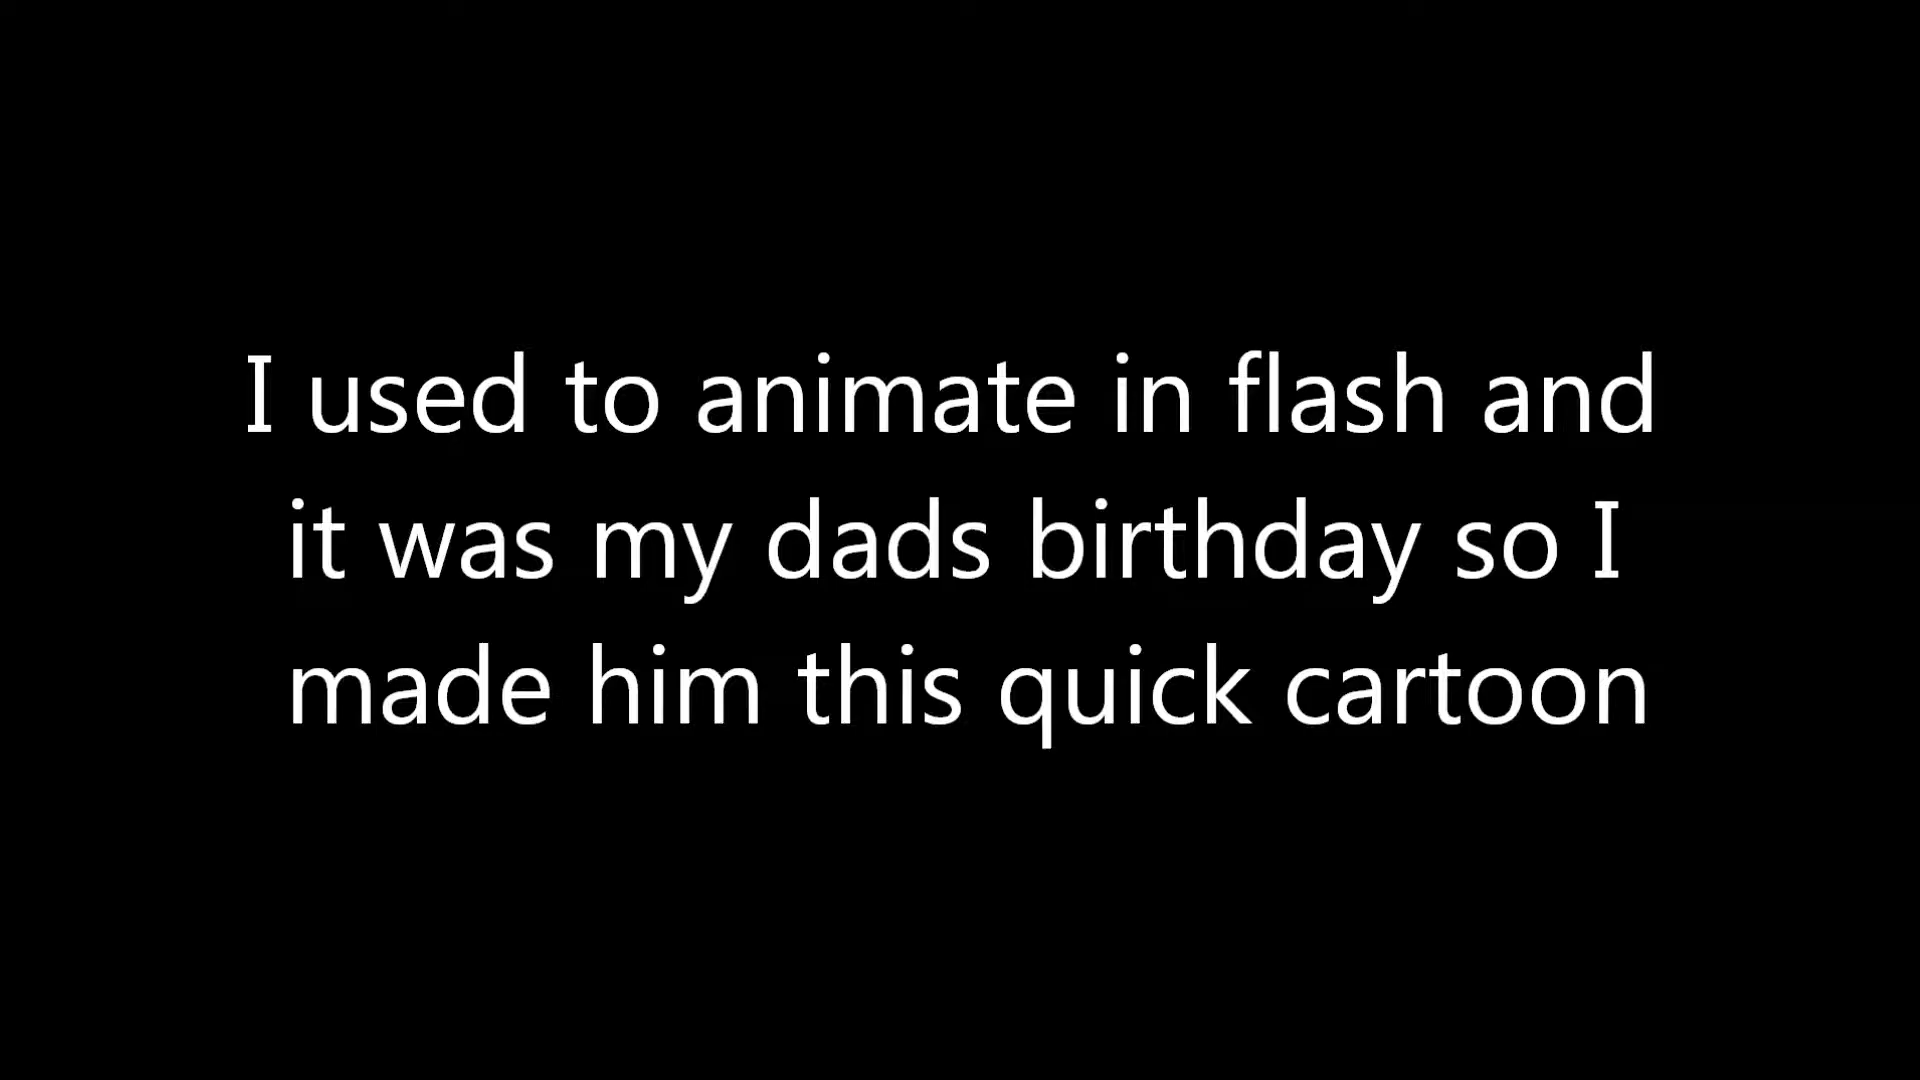 I used to animate in flash and
it was my dads birthday so I
made him this quick cartoon